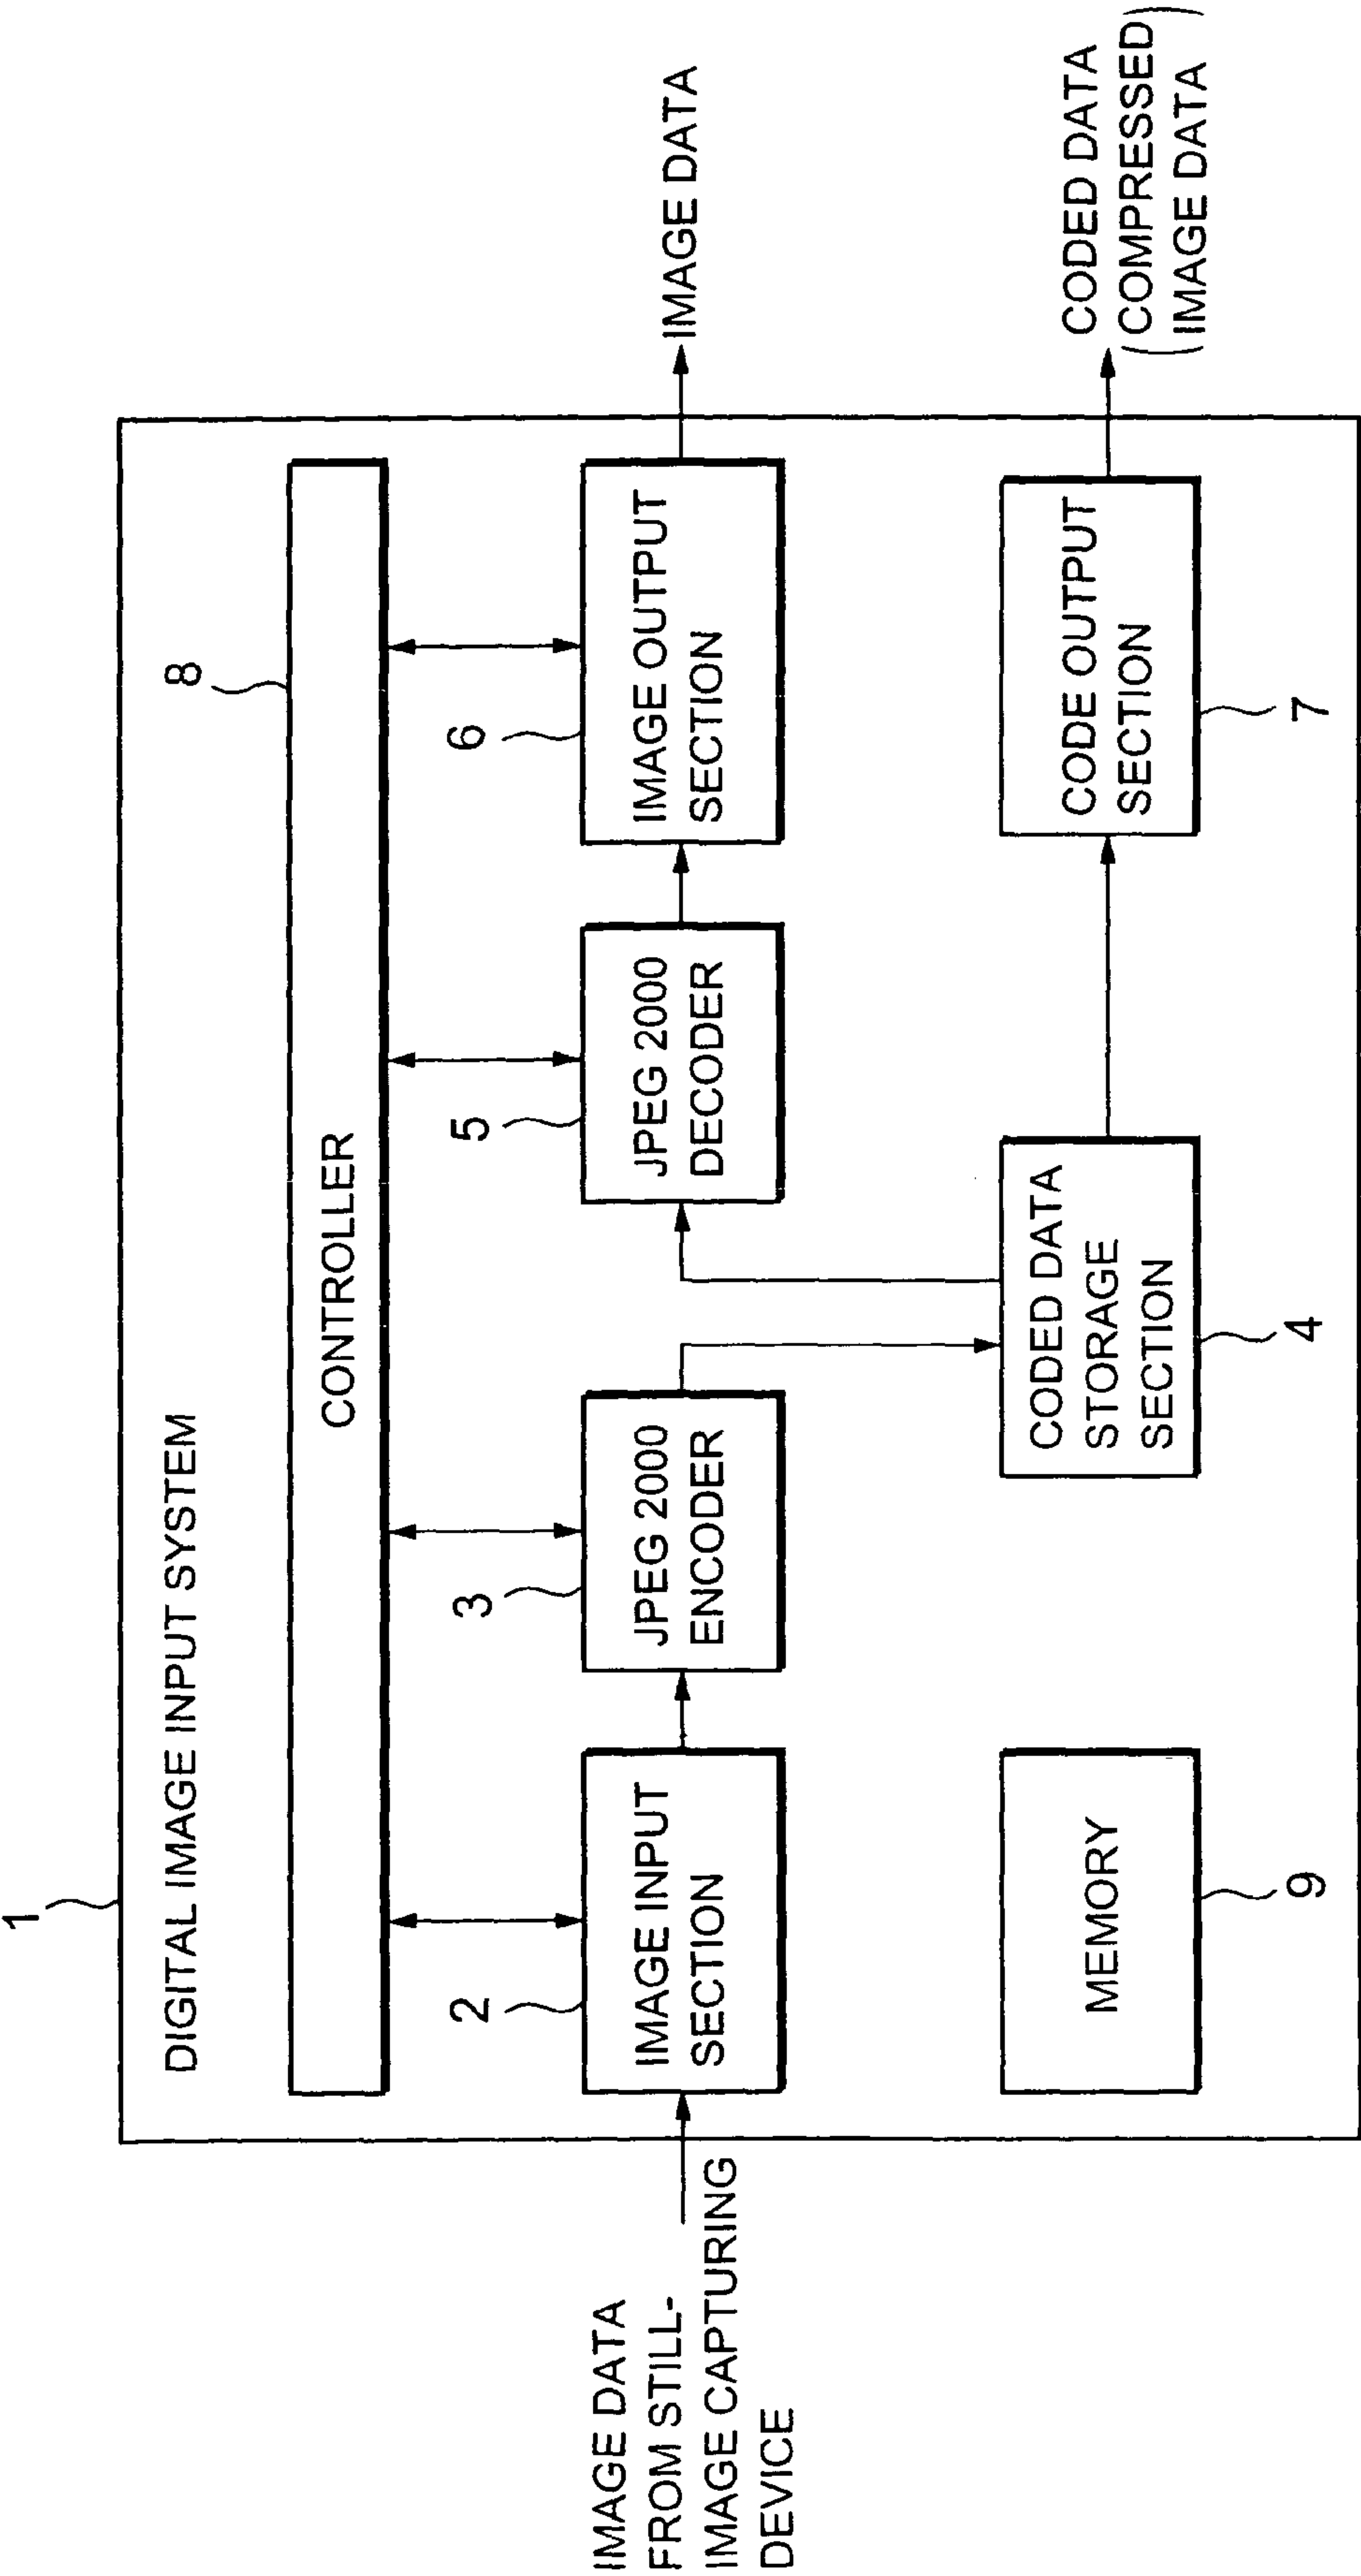 1
DIGITAL IMAGE INPUT SYSTEM
8
CONTROLLER
2
3
5
6
IMAGE DATA
FROM STILL-
IMAGE CAPTURING
DEVICE
IMAGE INPUT
SECTION
JPEG 2000
ENCODER
JPEG 2000
DECODER
IMAGE OUTPUT
SECTION
IMAGE DATA
MEMORY
9
CODED DATA
STORAGE
SECTION
4
CODE OUTPUT
SECTION
7
CODED DATA
(COMPRESSED
IMAGE DATA)